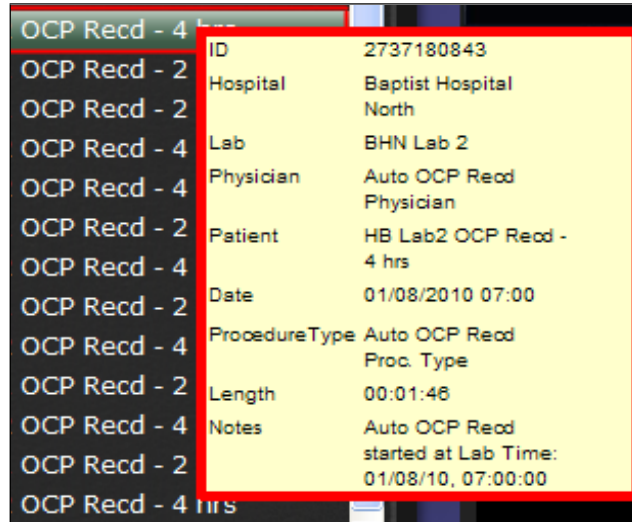 OCP Recd - 4 hrs
OCP Recd - 2
OCP Recd - 2
OCP Recd - 4
OCP Recd - 4
OCP Recd - 2
OCP Recd - 4
OCP Recd - 2
OCP Recd - 4
OCP Recd - 2
OCP Recd - 4
OCP Recd - 2
OCP Recd - 4 hrs
ID 2737180843
Hospital Baptist Hospital
North
Lab BHN Lab 2
Physician Auto OCP Recd
Physician
Patient HB Lab2 OCP Recd -
4 hrs
Date 01/08/2010 07:00
ProcedureType Auto OCP Recd
Proc. Type
Length 00:01:46
Notes Auto OCP Recd
started at Lab Time:
01/08/10, 07:00:00